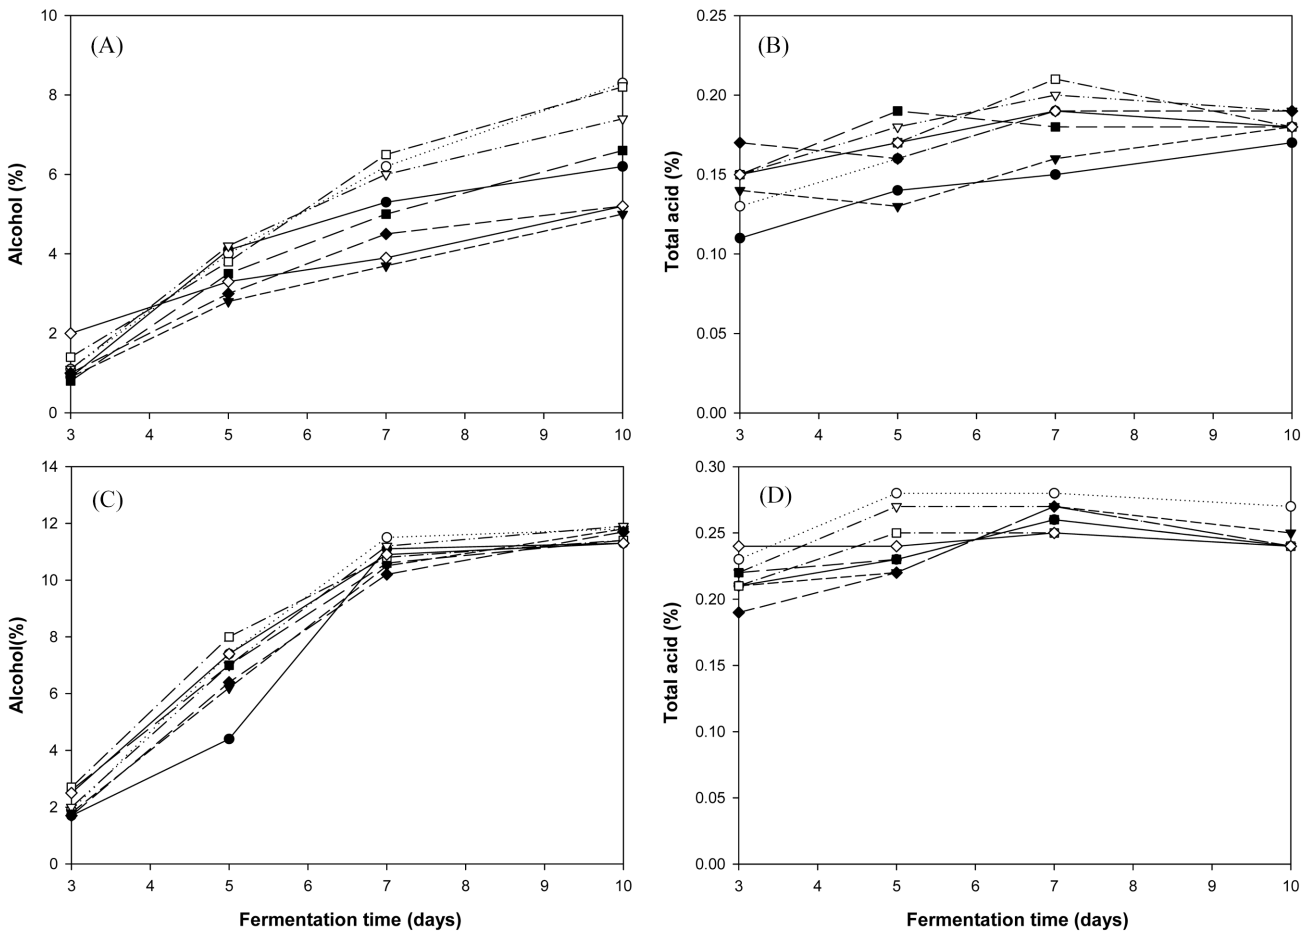 (A)
Alcohol (%)
10
8
6
4
2
0
3 4 5 6 7 8 9 10
(B)
Total acid (%)
0.25
0.20
0.15
0.10
0.05
0.00
3 4 5 6 7 8 9 10
(C)
Alcohol(%)
14
12
10
8
6
4
2
0
3 4 5 6 7 8 9 10
Fermentation time (days)
(D)
Total acid (%)
0.30
0.25
0.20
0.15
0.10
0.05
0.00
3 4 5 6 7 8 9 10
Fermentation time (days)